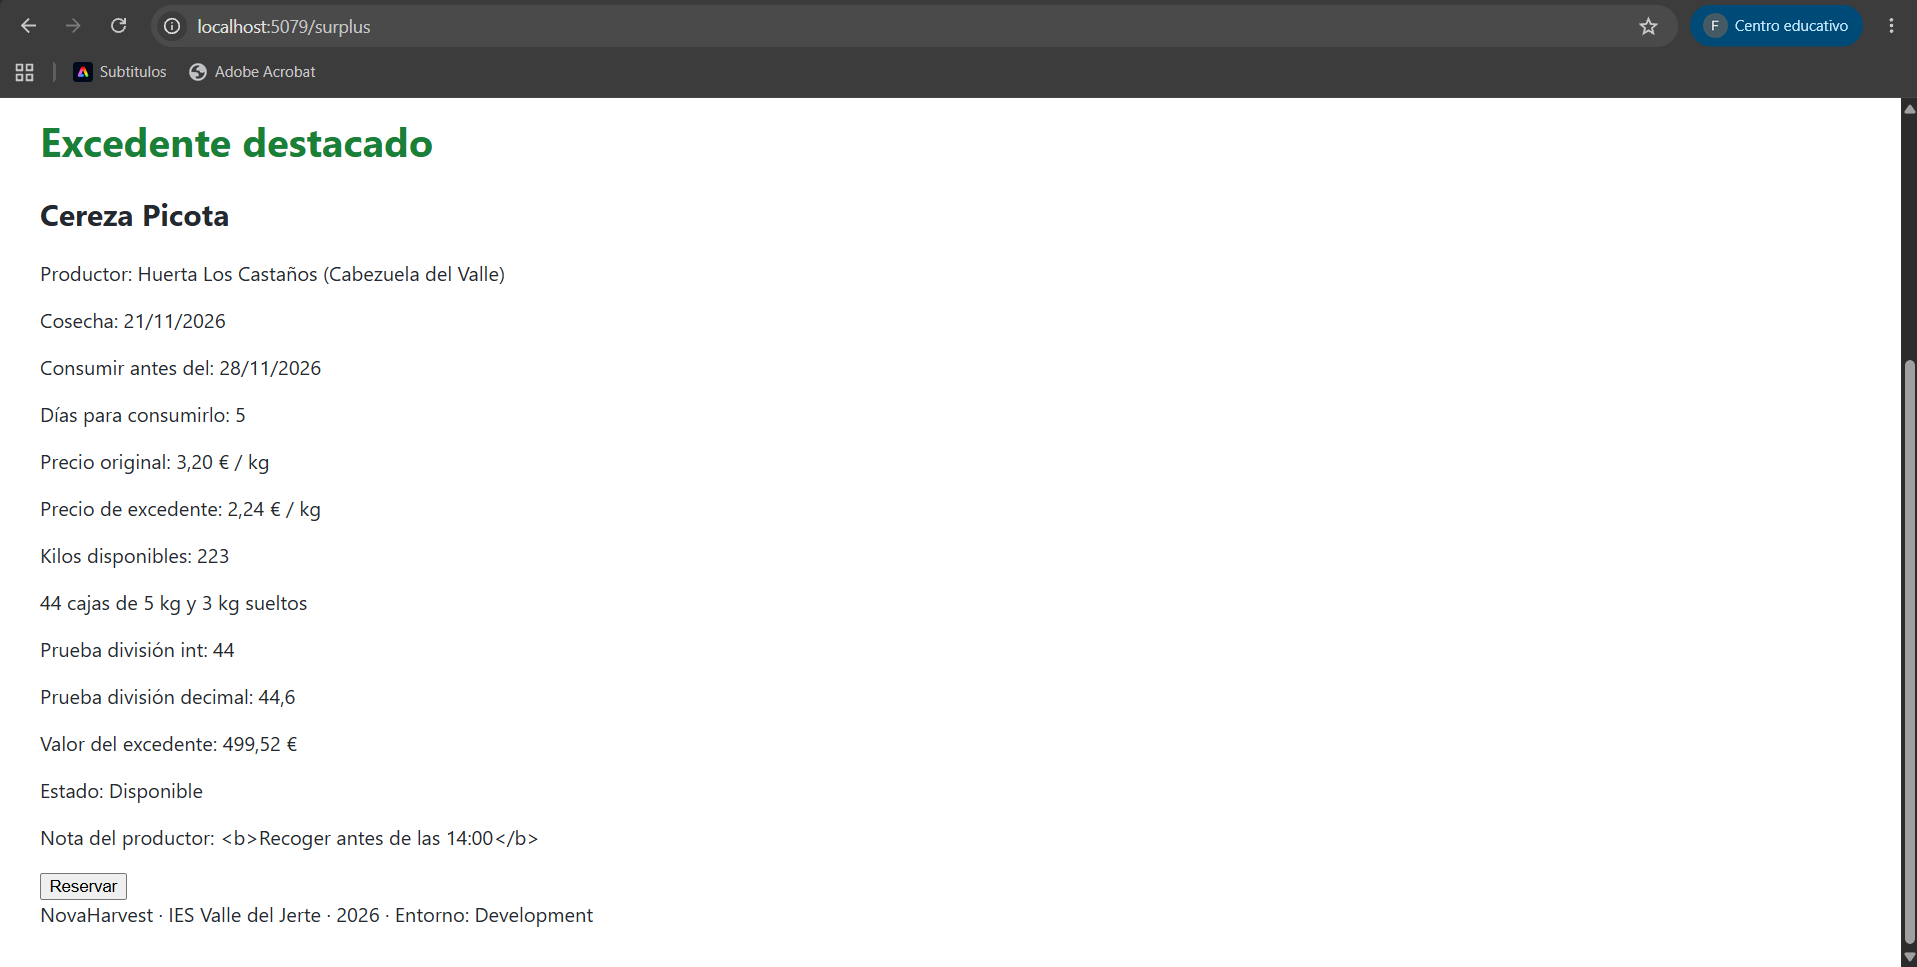 localhost:5079/surplus
F Centro educativo
Subtitulos
Adobe Acrobat
Excedente destacado
Cereza Picota
Productor: Huerta Los Castaños (Cabezuela del Valle)
Cosecha: 21/11/2026
Consumir antes del: 28/11/2026
Días para consumirlo: 5
Precio original: 3,20 € / kg
Precio de excedente: 2,24 € / kg
Kilos disponibles: 223
44 cajas de 5 kg y 3 kg sueltos
Prueba división int: 44
Prueba división decimal: 44,6
Valor del excedente: 499,52 €
Estado: Disponible
Nota del productor: <b>Recoger antes de las 14:00</b>
Reservar
NovaHarvest · IES Valle del Jerte · 2026 · Entorno: Development